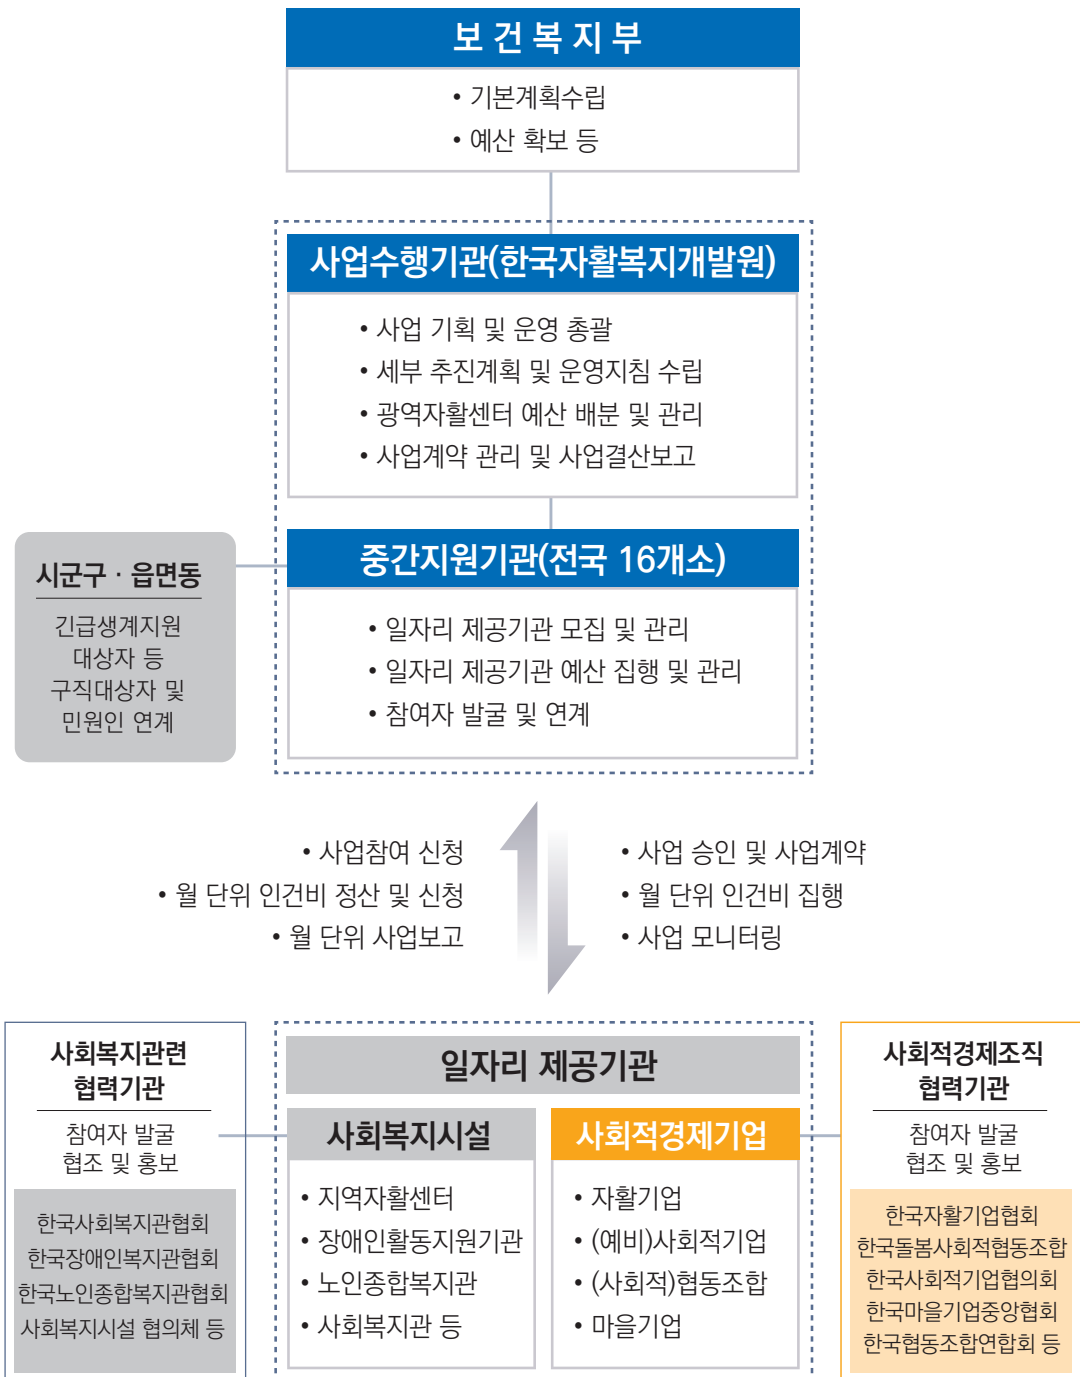 보건복지부
• 기본계획수립
• 예산 확보 등
사업수행기관(한국자활복지개발원)
• 사업 기획 및 운영 총괄
• 세부 추진계획 및 운영지침 수립
• 광역자활센터 예산 배분 및 관리
• 사업계약 관리 및 사업결산보고
시군구 · 읍면동
긴급생계지원
대상자 등
구직대상자 및
민원인 연계
중간지원기관(전국 16개소)
• 일자리 제공기관 모집 및 관리
• 일자리 제공기관 예산 집행 및 관리
• 참여자 발굴 및 연계
• 사업참여 신청
• 월 단위 인건비 정산 및 신청
• 월 단위 사업보고
• 사업 승인 및 사업계약
• 월 단위 인건비 집행
• 사업 모니터링
사회복지관련
협력기관
참여자 발굴
협조 및 홍보
한국사회복지관협회
한국장애인복지관협회
한국노인종합복지관협회
사회복지시설 협의체 등
일자리 제공기관
사회복지시설
• 지역자활센터
• 장애인활동지원기관
• 노인종합복지관
• 사회복지관 등
사회적경제기업
• 자활기업
• (예비)사회적기업
• (사회적)협동조합
• 마을기업
사회적경제조직
협력기관
참여자 발굴
협조 및 홍보
한국자활기업협회
한국돌봄사회적협동조합
한국사회적기업협의회
한국마을기업중앙협회
한국협동조합연합회 등